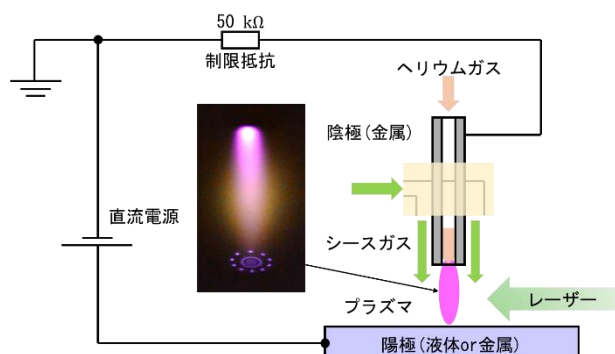 50 kΩ
制限抵抗
ヘリウムガス
陰極(金属)
直流電源
シースガス
プラズマ
レーザー
陽極(液体or金属)